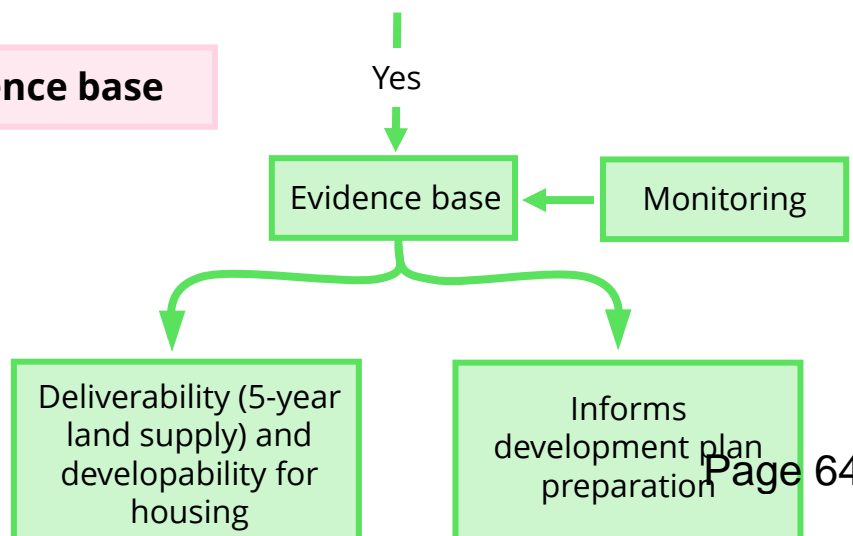 Yes
base
Evidence base
Monitoring
Deliverability (5-year
land supply) and
developability for
housing
Informs
development plan
preparation
Page 64